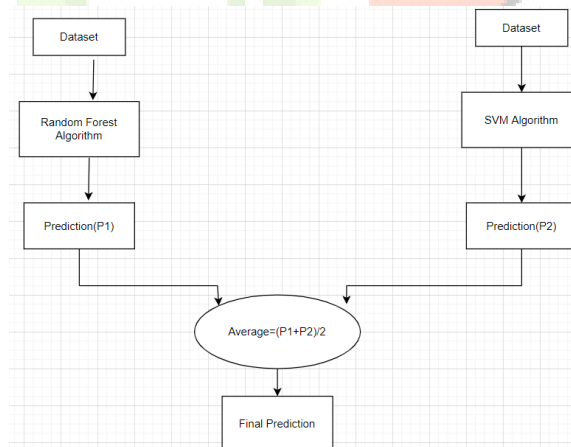 Dataset
Dataset
Random Forest
Algorithm
SVM Algorithm
Prediction(P1)
Prediction(P2)
Average=(P1+P2)/2
Final Prediction